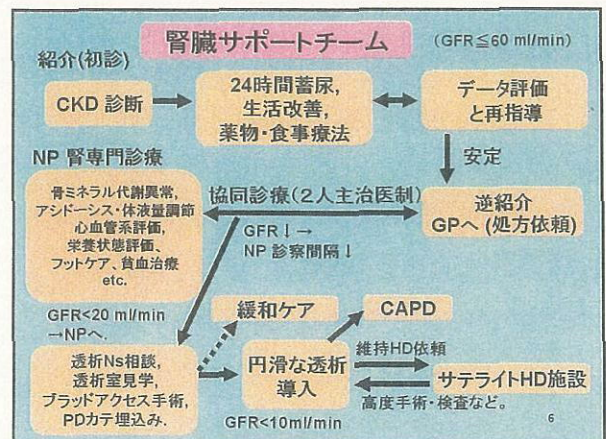 腎臓サポートチーム
(GFR≦60 ml/min)
紹介(初診)
CKD 診断
24時間蓄尿,
生活改善,
薬物・食事療法
データ評価
と再指導
安定
NP 腎専門診療
骨ミネラル代謝異常,
アシドーシス・体液量調節
心血管系評価,
栄養状態評価、
フットケア、貧血治療
etc.
協同診療(2人主治医制)
GFR↓→
NP 診察間隔↓
逆紹介
GPへ (処方依頼)
GFR<20 ml/min
→NPへ.
緩和ケア
CAPD
透析Ns相談,
透析室見学,
ブラッドアクセス手術,
PDカテ埋込み.
円滑な透析
導入
維持HD依頼
サテライトHD施設
高度手術・検査など。
GFR<10ml/min
6